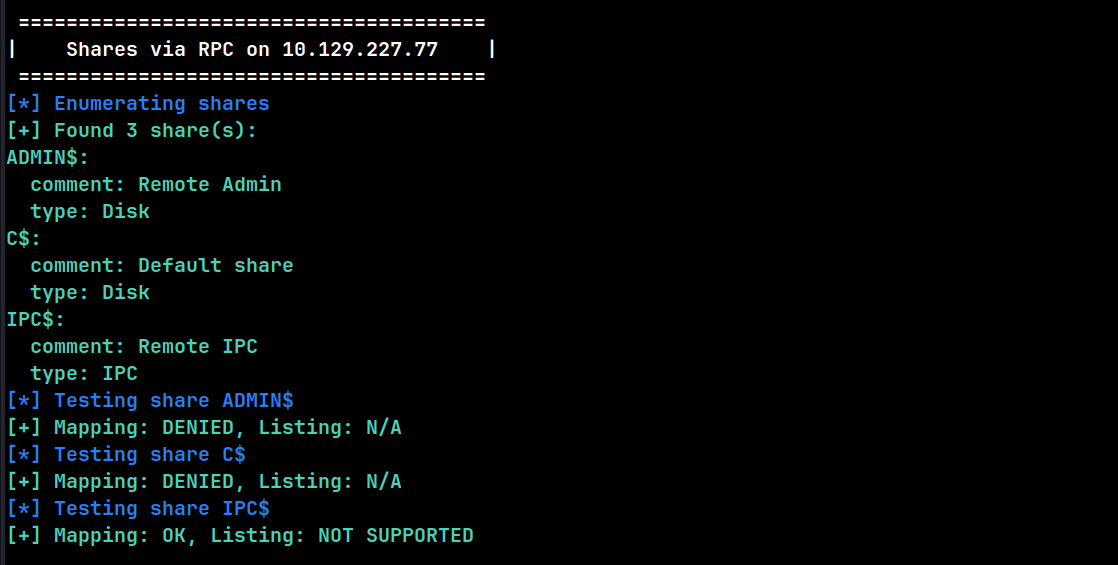 =======================================
|    Shares via RPC on 10.129.227.77    |
=======================================
[*] Enumerating shares
[+] Found 3 share(s):
ADMIN$:
  comment: Remote Admin
  type: Disk
C$:
  comment: Default share
  type: Disk
IPC$:
  comment: Remote IPC
  type: IPC
[*] Testing share ADMIN$
[+] Mapping: DENIED, Listing: N/A
[*] Testing share C$
[+] Mapping: DENIED, Listing: N/A
[*] Testing share IPC$
[+] Mapping: OK, Listing: NOT SUPPORTED